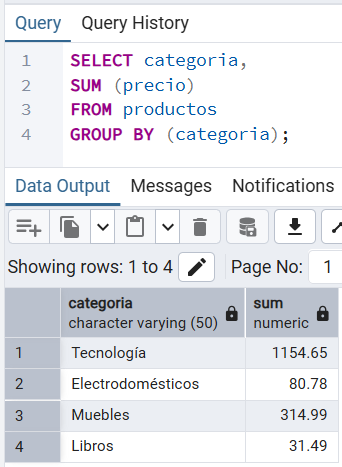 Query Query History
1 SELECT categoria,
2 SUM (precio)
3 FROM productos
4 GROUP BY (categoria);
Data Output Messages Notifications
Showing rows: 1 to 4 Page No: 1
categoria sum
character varying (50) numeric
1 Tecnología 1154.65
2 Electrodomésticos 80.78
3 Muebles 314.99
4 Libros 31.49